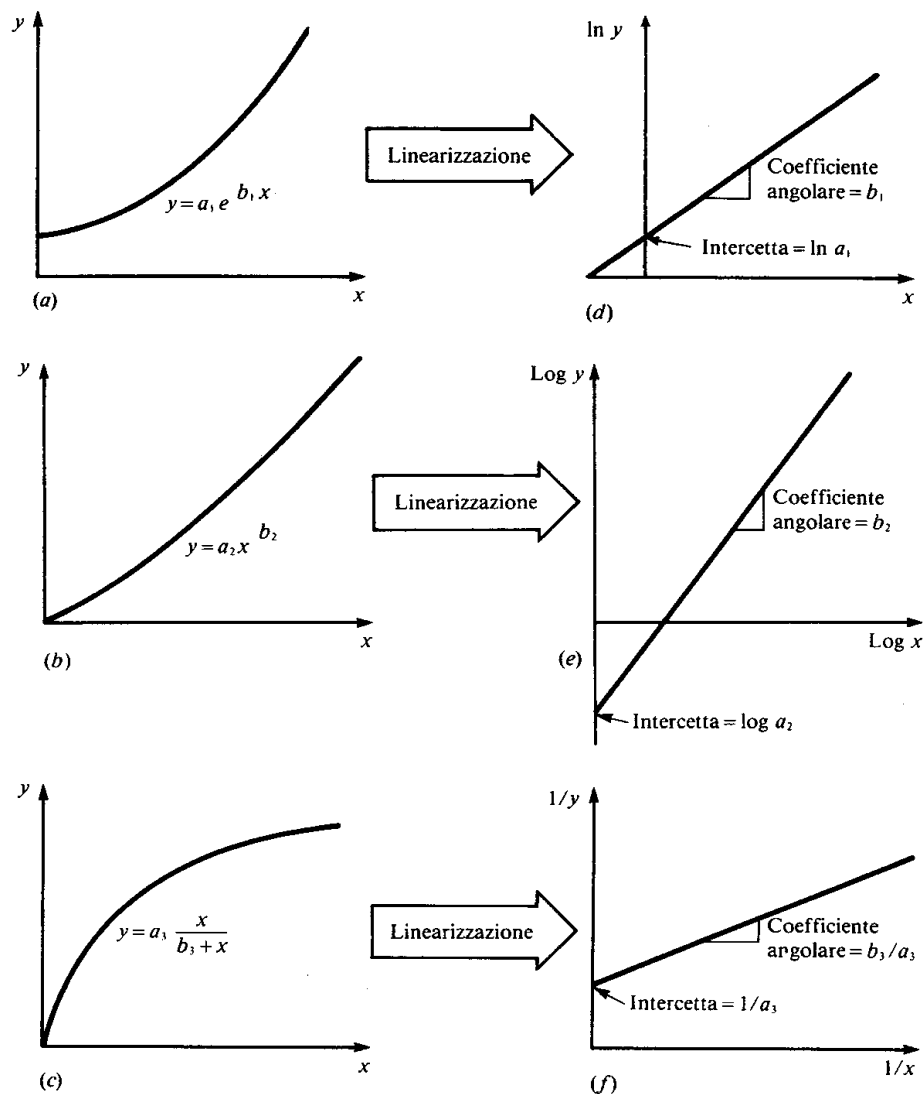 y
ln y
Linearizzazione
Coefficiente
angolare = b₁
y = a₁ e^{b₁x}
Intercetta = ln a₁
x
x
(a)
(d)
y
Log y
Linearizzazione
Coefficiente
angolare = b₂
y = a₂x^{b₂}
x
Log x
(b)
(e)
Intercetta = log a₂
y
1/y
y = a₃ x/(b₃ + x)
Linearizzazione
Coefficiente
angolare = b₃/a₃
Intercetta = 1/a₃
x
1/x
(c)
(f)